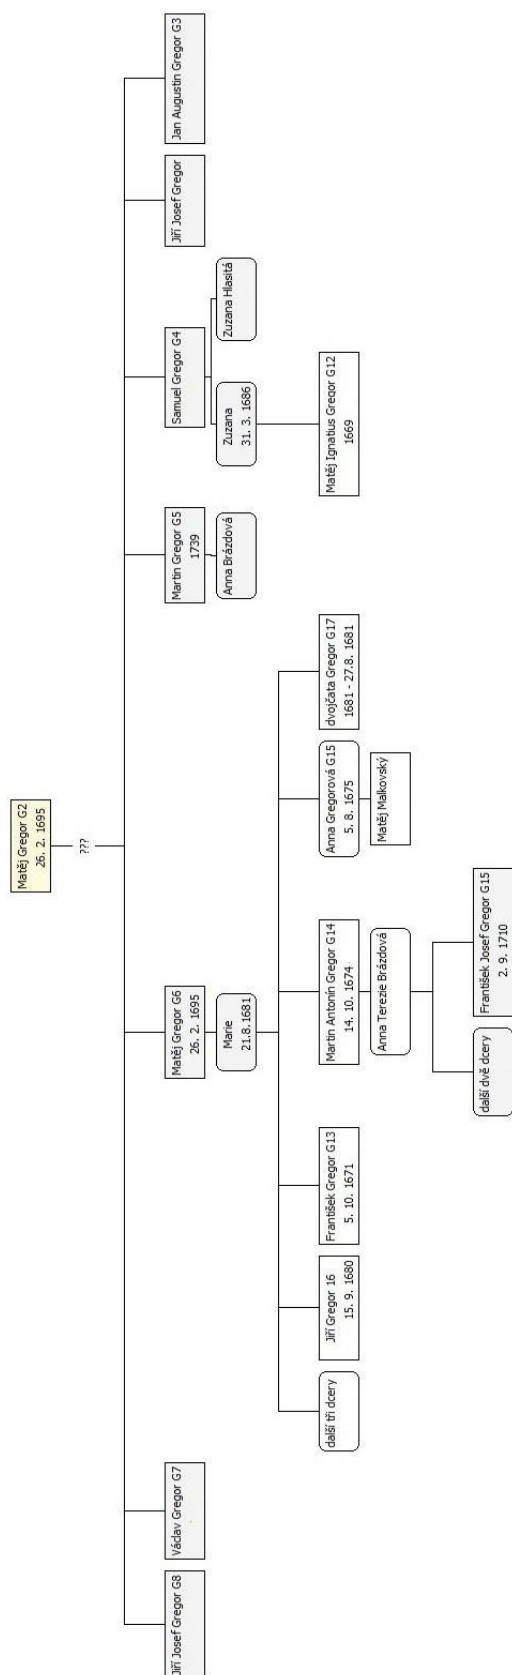 Matěj Gregor G2
26. 2. 1695
???
Jiří Josef Gregor G8
Václav Gregor G7
Matěj Gregor G6
26. 2. 1695
Marie
21.8.1681
Martin Gregor G5
1739
Anna Brázdová
Samuel Gregor G4
Zuzana
31. 3. 1686
Zuzana Hlasitá
Jiří Josef Gregor
Jan Augustin Gregor G3
další tři dcery
Jiří Gregor 16
15. 9. 1680
František Gregor G13
5. 10. 1671
Martin Antonín Gregor G14
14. 10. 1674
Anna Terezie Brázdová
Anna Gregorová G15
5. 8. 1675
Matěj Malkovský
dvojčata Gregor G17
1681 - 27.8. 1681
Matěj Ignatius Gregor G12
1669
další dvě dcery
František Josef Gregor G15
2. 9. 1710